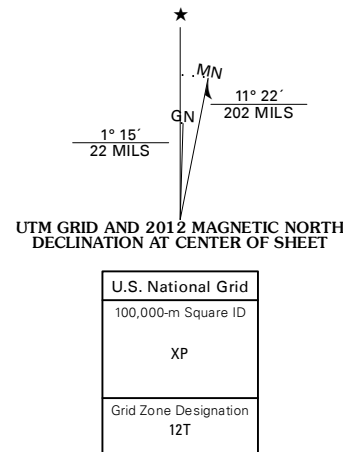 ★
MN
GN
11° 22´
202 MILS
1° 15´
22 MILS
UTM GRID AND 2012 MAGNETIC NORTH
DECLINATION AT CENTER OF SHEET
U.S. National Grid
100,000-m Square ID
XP
Grid Zone Designation
12T